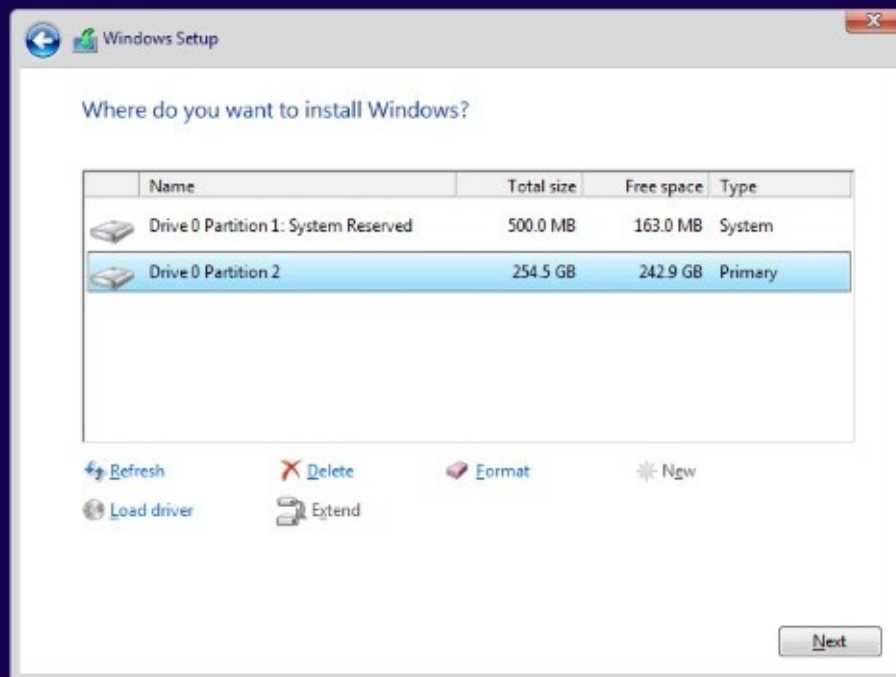 Windows Setup
Where do you want to install Windows?
Name Total size Free space Type
Drive 0 Partition 1: System Reserved 500.0 MB 163.0 MB System
Drive 0 Partition 2 254.5 GB 242.9 GB Primary
Refresh Delete Format New
Load driver Extend
Next